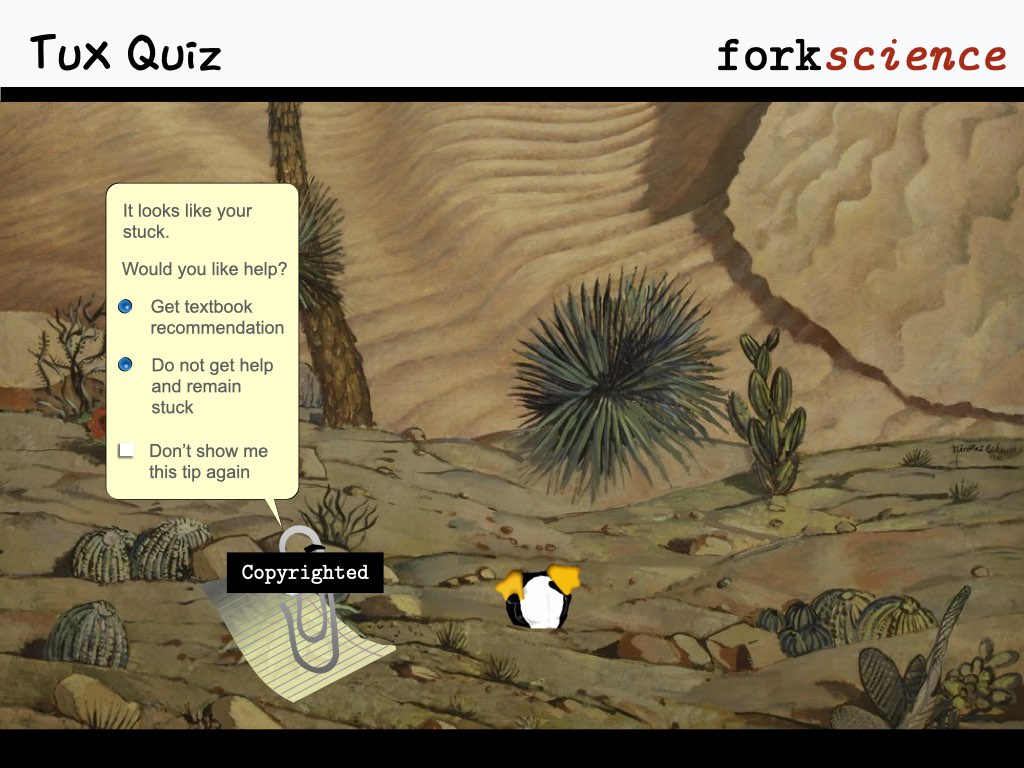 Tux Quiz
forkscience
It looks like your
stuck.
Would you like help?
Get textbook
recommendation
Do not get help
and remain
stuck
Don't show me
this tip again
Copyrighted